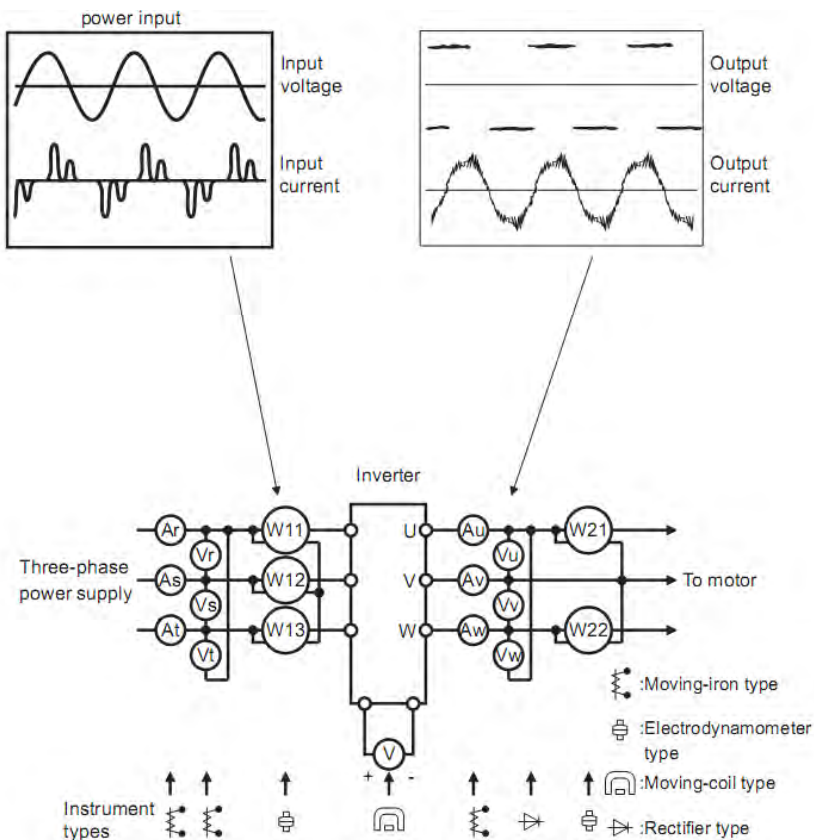 power input
Input
voltage
Input
current
Output
voltage
Output
current
Inverter
Three-phase
power supply
Ar
As
At
Vr
Vs
Vt
W11
W12
W13
U
V
W
Au
Av
Aw
Vu
Vv
Vw
W21
W22
To motor
V
+ -
Instrument
types
:Moving-iron type
:Electrodynamometer
type
:Moving-coil type
:Rectifier type